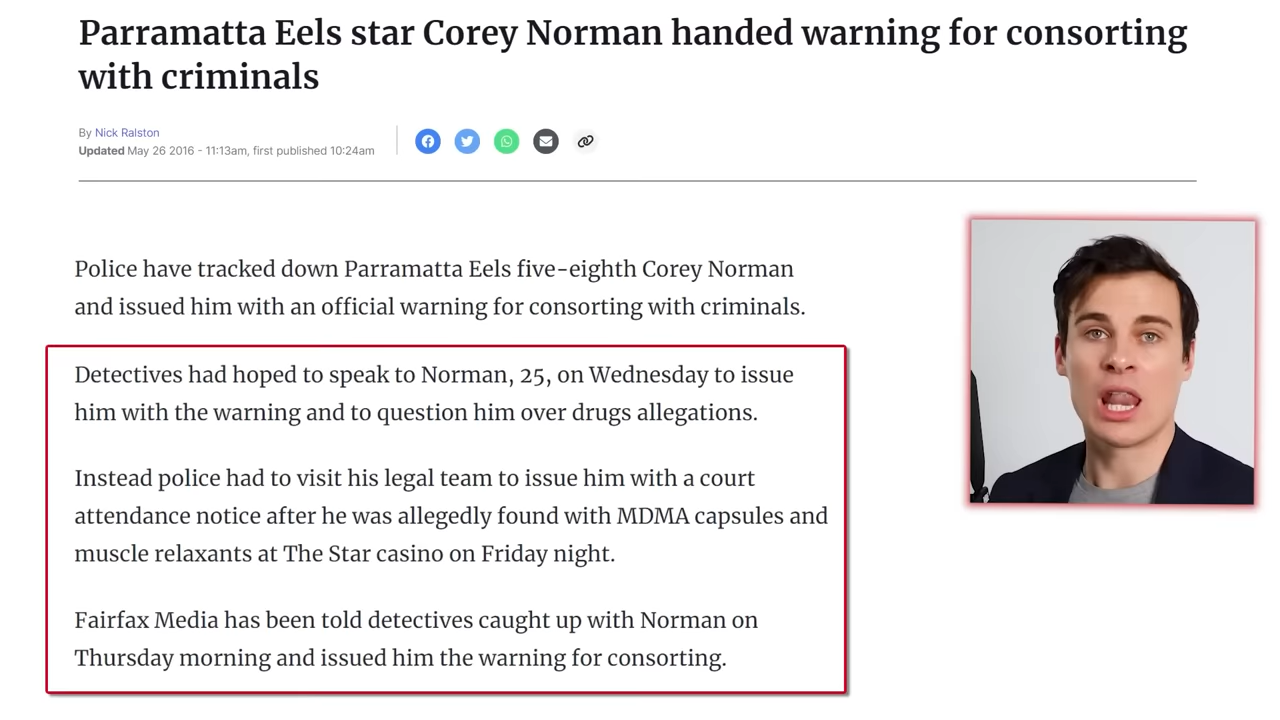 Parramatta Eels star Corey Norman handed warning for consorting
with criminals
By Nick Ralston
Updated May 26 2016 - 11:13am, first published 10:24am
Police have tracked down Parramatta Eels five-eighth Corey Norman
and issued him with an official warning for consorting with criminals.
Detectives had hoped to speak to Norman, 25, on Wednesday to issue
him with the warning and to question him over drugs allegations.
Instead police had to visit his legal team to issue him with a court
attendance notice after he was allegedly found with MDMA capsules and
muscle relaxants at The Star casino on Friday night.
Fairfax Media has been told detectives caught up with Norman on
Thursday morning and issued him the warning for consorting.